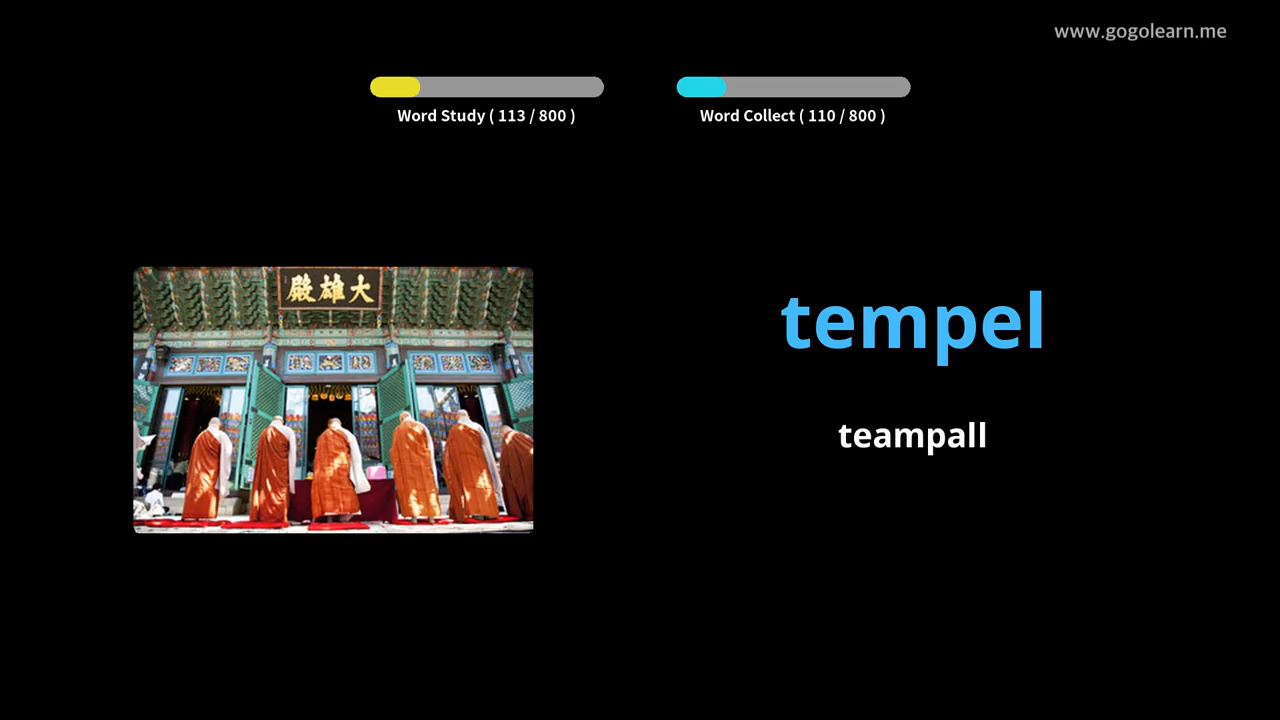 www.gogolearn.me
Word Study ( 113 / 800 )
Word Collect ( 110 / 800 )
殿雄大
tempel
teampall